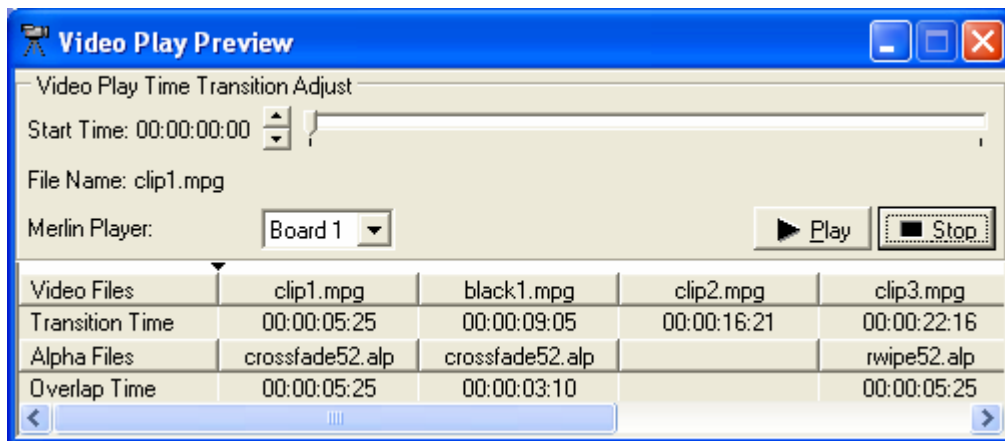 Video Play Preview
Video Play Time Transition Adjust
Start Time: 00:00:00:00
File Name: clip1.mpg
Merlin Player: Board 1 Play Stop
Video Files clip1.mpg black1.mpg clip2.mpg clip3.mpg
Transition Time 00:00:05:25 00:00:09:05 00:00:16:21 00:00:22:16
Alpha Files crossfade52.alp crossfade52.alp rwipe52.alp
Overlap Time 00:00:05:25 00:00:03:10 00:00:05:25